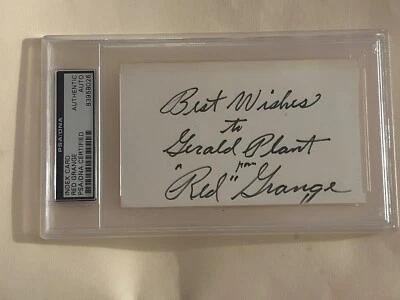 PSA/DNA
INDEX CARD
RED GRANGE
PSA/DNA CERTIFIED
AUTHENTIC
AUTO
83958026
Best Wishes
to
Gerald Plant
from
"Red" Grange